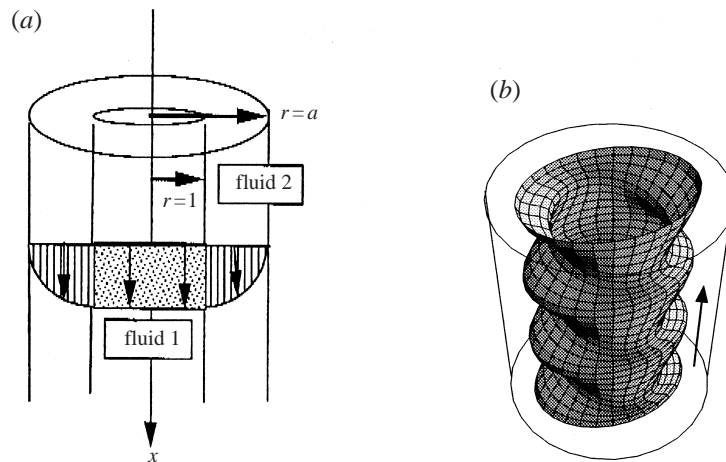 (a)
r = a
fluid 2
r = 1
fluid 1
x
(b)